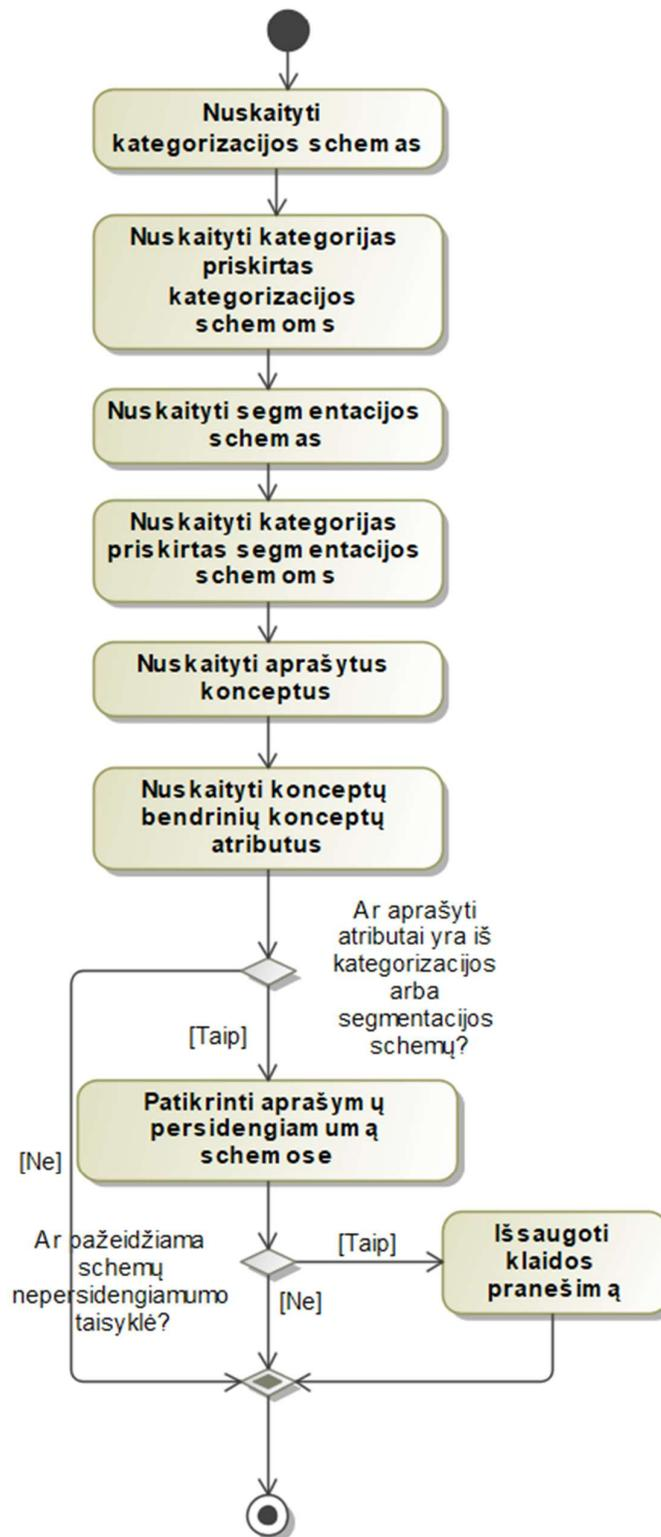 Nuskaityti
kategorizacijos schemas
Nuskaityti kategorijas
priskirtas
kategorizacijos
schemoms
Nuskaityti segmentacijos
schemas
Nuskaityti kategorijas
priskirtas segmentacijos
schemoms
Nuskaityti aprašytus
konceptus
Nuskaityti konceptų
bendrinių konceptų
atributus
Ar aprašyti
atributai yra iš
kategorizacijos
arba
segmentacijos
schemų?
[Taip]
Patikrinti aprašymų
persidengiamumą
schemose
[Ne]
Ar pažeidžiama
schemų
nepersidengiamumo
taisyklė?
[Taip]
Išsaugoti
klaidos
pranešimą
[Ne]